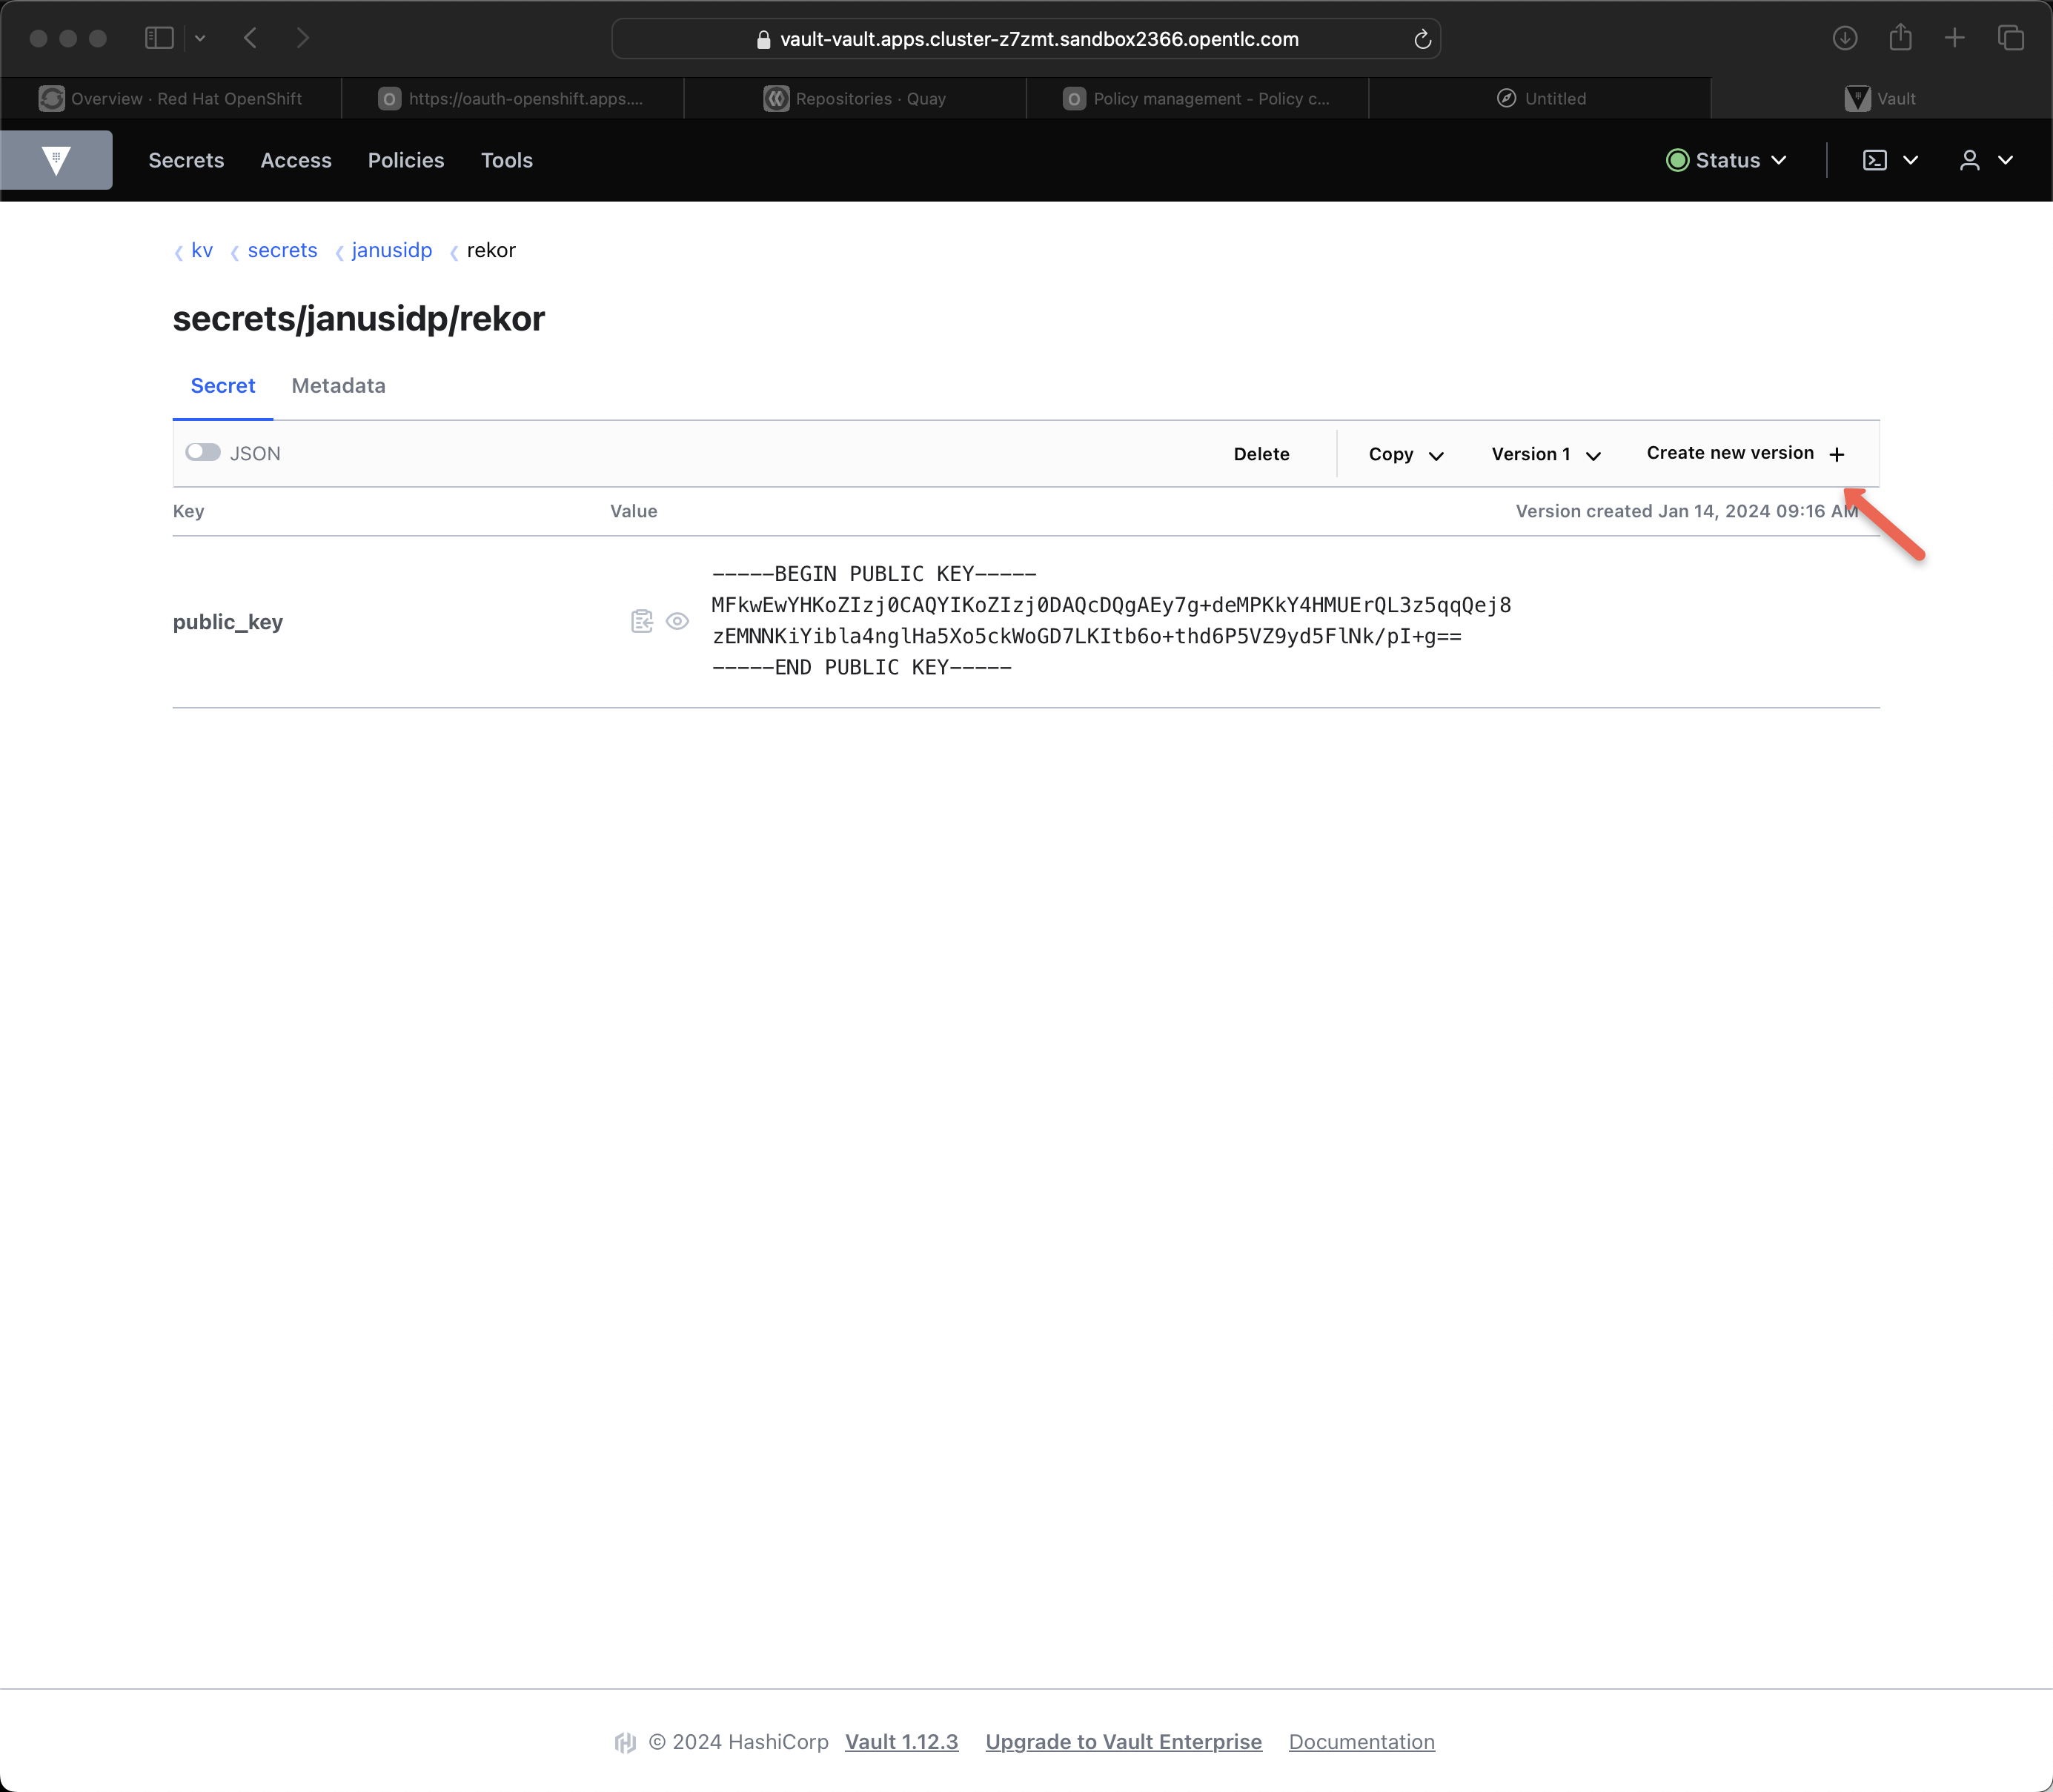 vault-vault.apps.cluster-z7zmt.sandbox2366.opentlc.com
Overview · Red Hat OpenShift
https://oauth-openshift.apps....
Repositories · Quay
Policy management - Policy c...
Untitled
Vault
Secrets Access Policies Tools
Status
kv secrets janusidp rekor
secrets/janusidp/rekor
Secret Metadata
JSON Delete Copy Version 1 Create new version +
Key Value Version created Jan 14, 2024 09:16 AM
-----BEGIN PUBLIC KEY-----
MFkwEwYHKoZIzj0CAQYIKoZIzj0DAQcDQgAEy7g+deMPKkY4HMUErQL3z5qqQej8
public_key
zEMNNKiYibla4nglHa5Xo5ckWoGD7LKItb6o+thd6P5VZ9yd5FlNk/pI+g==
-----END PUBLIC KEY-----
© 2024 HashiCorp Vault 1.12.3 Upgrade to Vault Enterprise Documentation